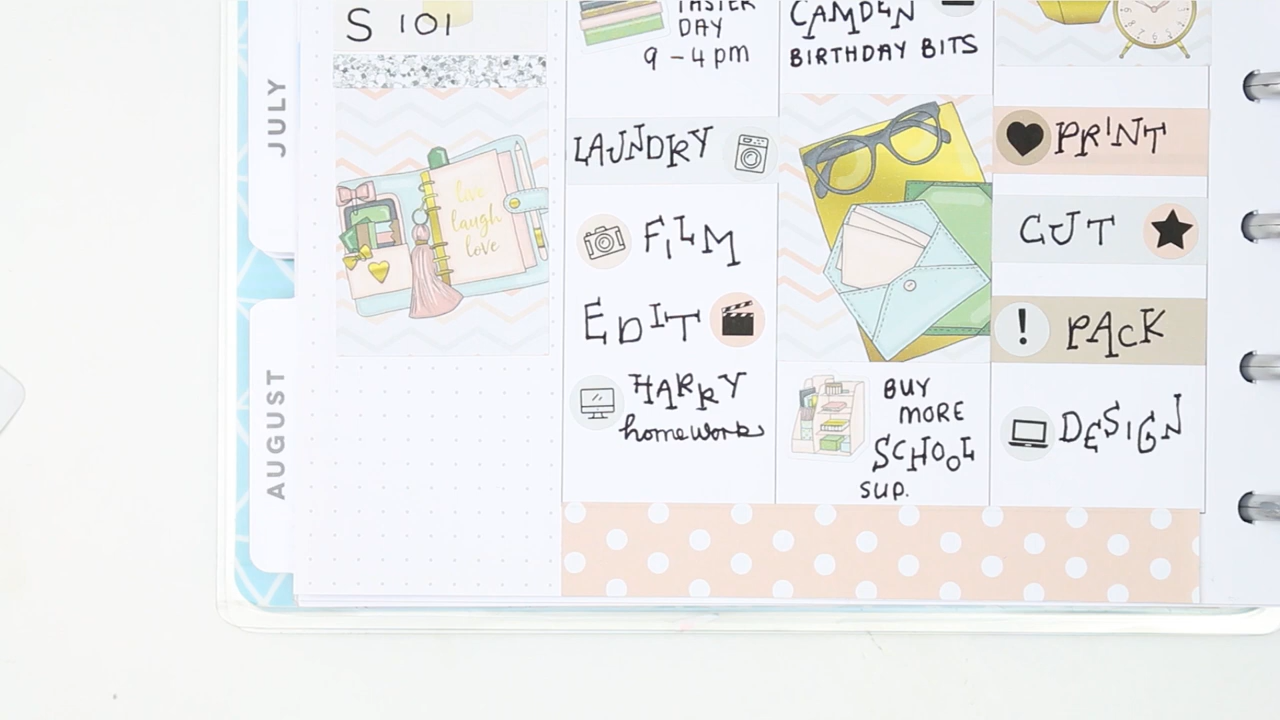 JULY
AUGUST
S 101
live
laugh
love
TASTER
DAY
9 - 4 pm
LAUNDRY
FILM
EDIT
HARRY
homework
CAMDEN
BIRTHDAY BITS
BUY
MORE
SCHOOL
SUP.
PRINT
CUT
! PACK
DESIGN